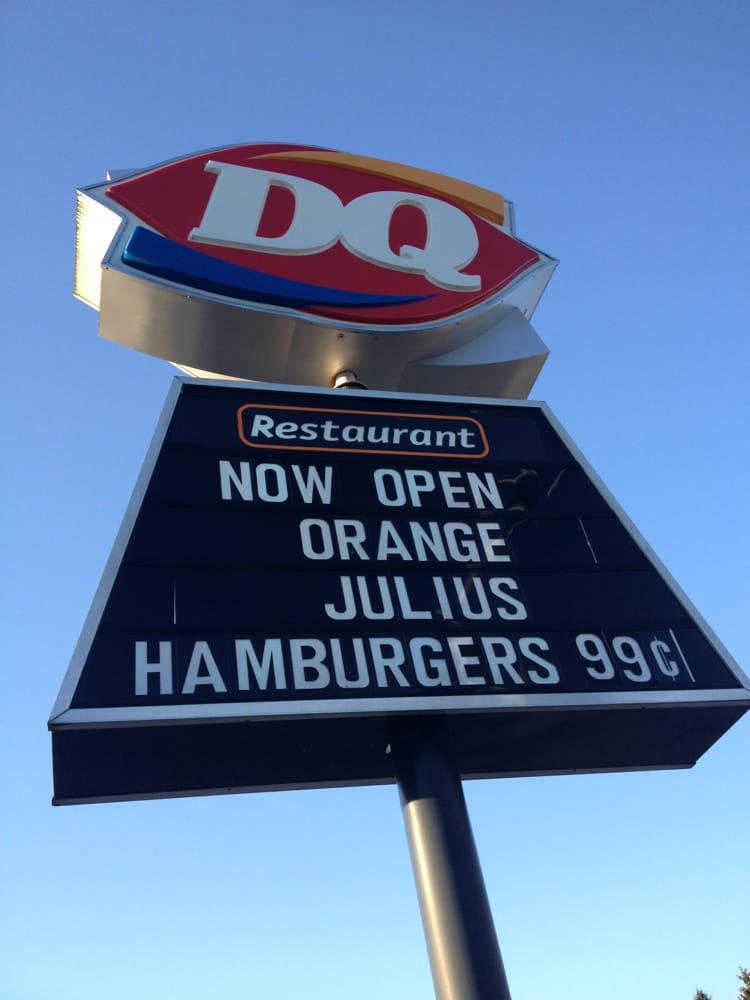 DQ
Restaurant
NOW OPEN
ORANGE
JULIUS
HAMBURGERS 99¢